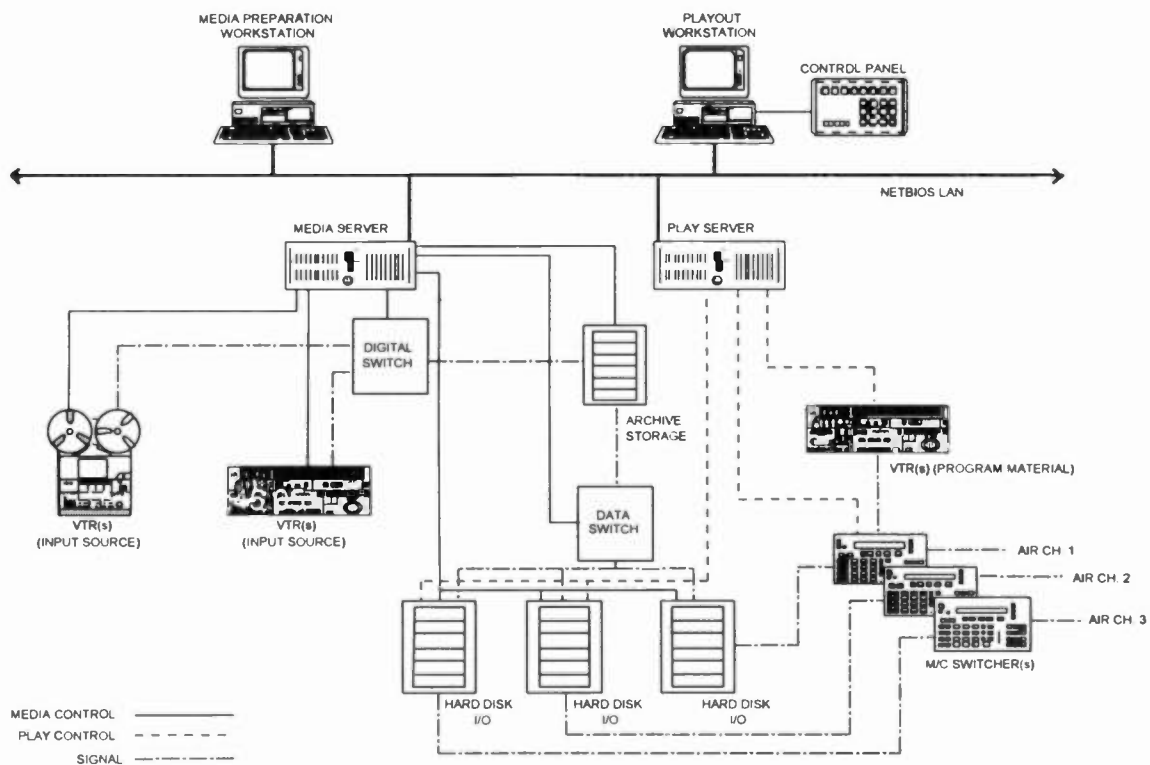 MEDIA PREPARATION
WORKSTATION
PLAYOUT
WORKSTATION
CONTRDL PANEL
NETBIOS LAN
MEDIA SERVER
PLAY SERVER
DIGITAL
SWITCH
ARCHIVE
STORAGE
VTR(s) (PROGRAM MATERIAL)
VTR(s)
(INPUT SOURCE)
VTR(s)
(INPUT SOURCE)
DATA
SWITCH
AIR CH. 1
AIR CH. 2
AIR CH. 3
M/C SWITCHER(s)
HARD DISK
I/O
HARD DISK
I/O
HARD DISK
I/O
MEDIA CONTROL
PLAY CONTROL
SIGNAL